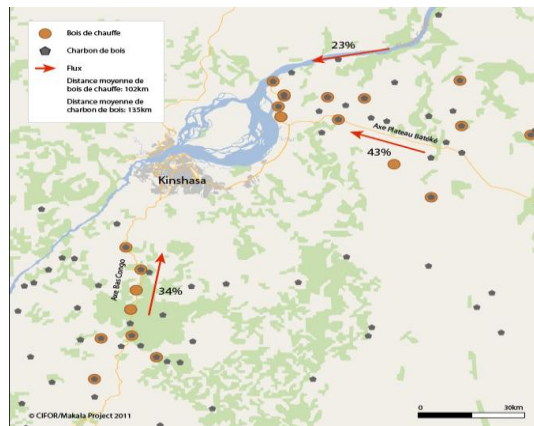 Bois de chauffe
Charbon de bois
Flux
Distance moyenne de
bois de chauffe: 102km
Distance moyenne de
charbon de bois: 135km
23%
Axe Plateau Batéké
43%
Kinshasa
Axe Bas Congo
34%
© CIFOR/Makala Project 2011
0
30km